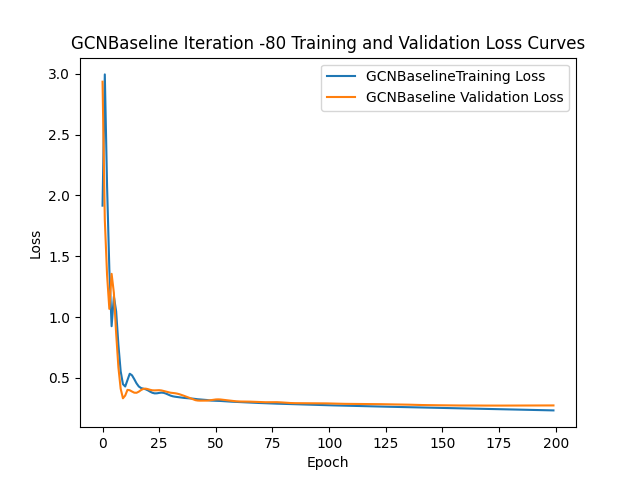 GCNBaseline Iteration -80 Training and Validation Loss Curves
GCNBaselineTraining Loss
GCNBaseline Validation Loss
Loss
3.0
2.5
2.0
1.5
1.0
0.5
0 25 50 75 100 125 150 175 200
Epoch